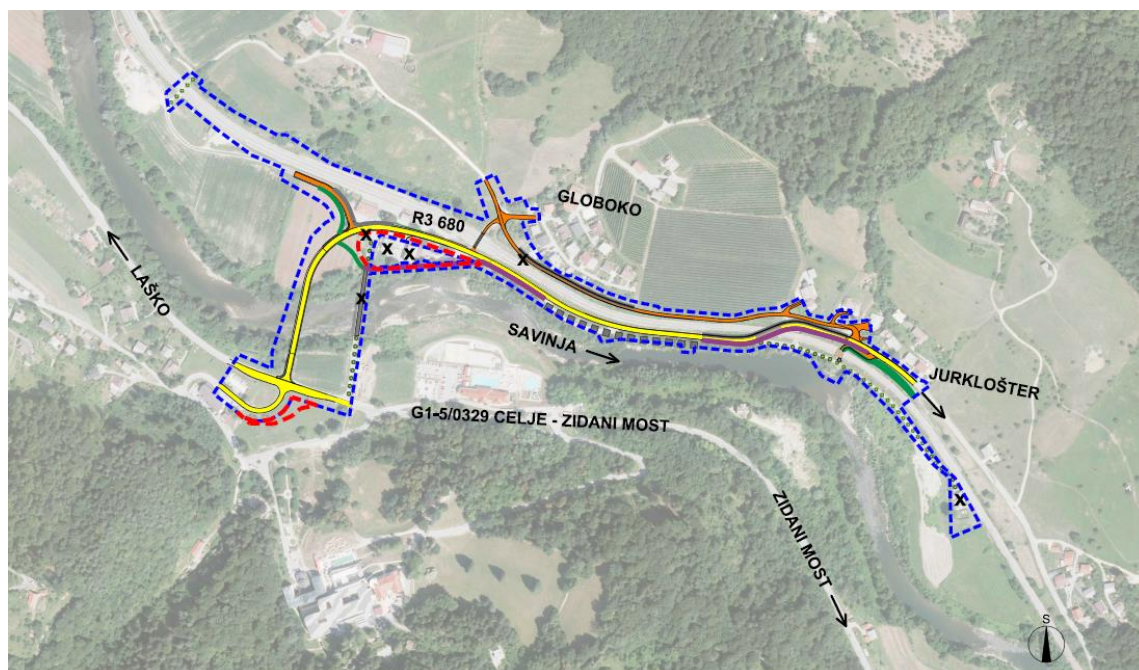 GLOBOKO
R3 680
LAŠKO
SAVINJA
JURKLOŠTER
G1-5/0329 CELJE - ZIDANI MOST
ZIDANI MOST
X
X
X
X
X
X
S